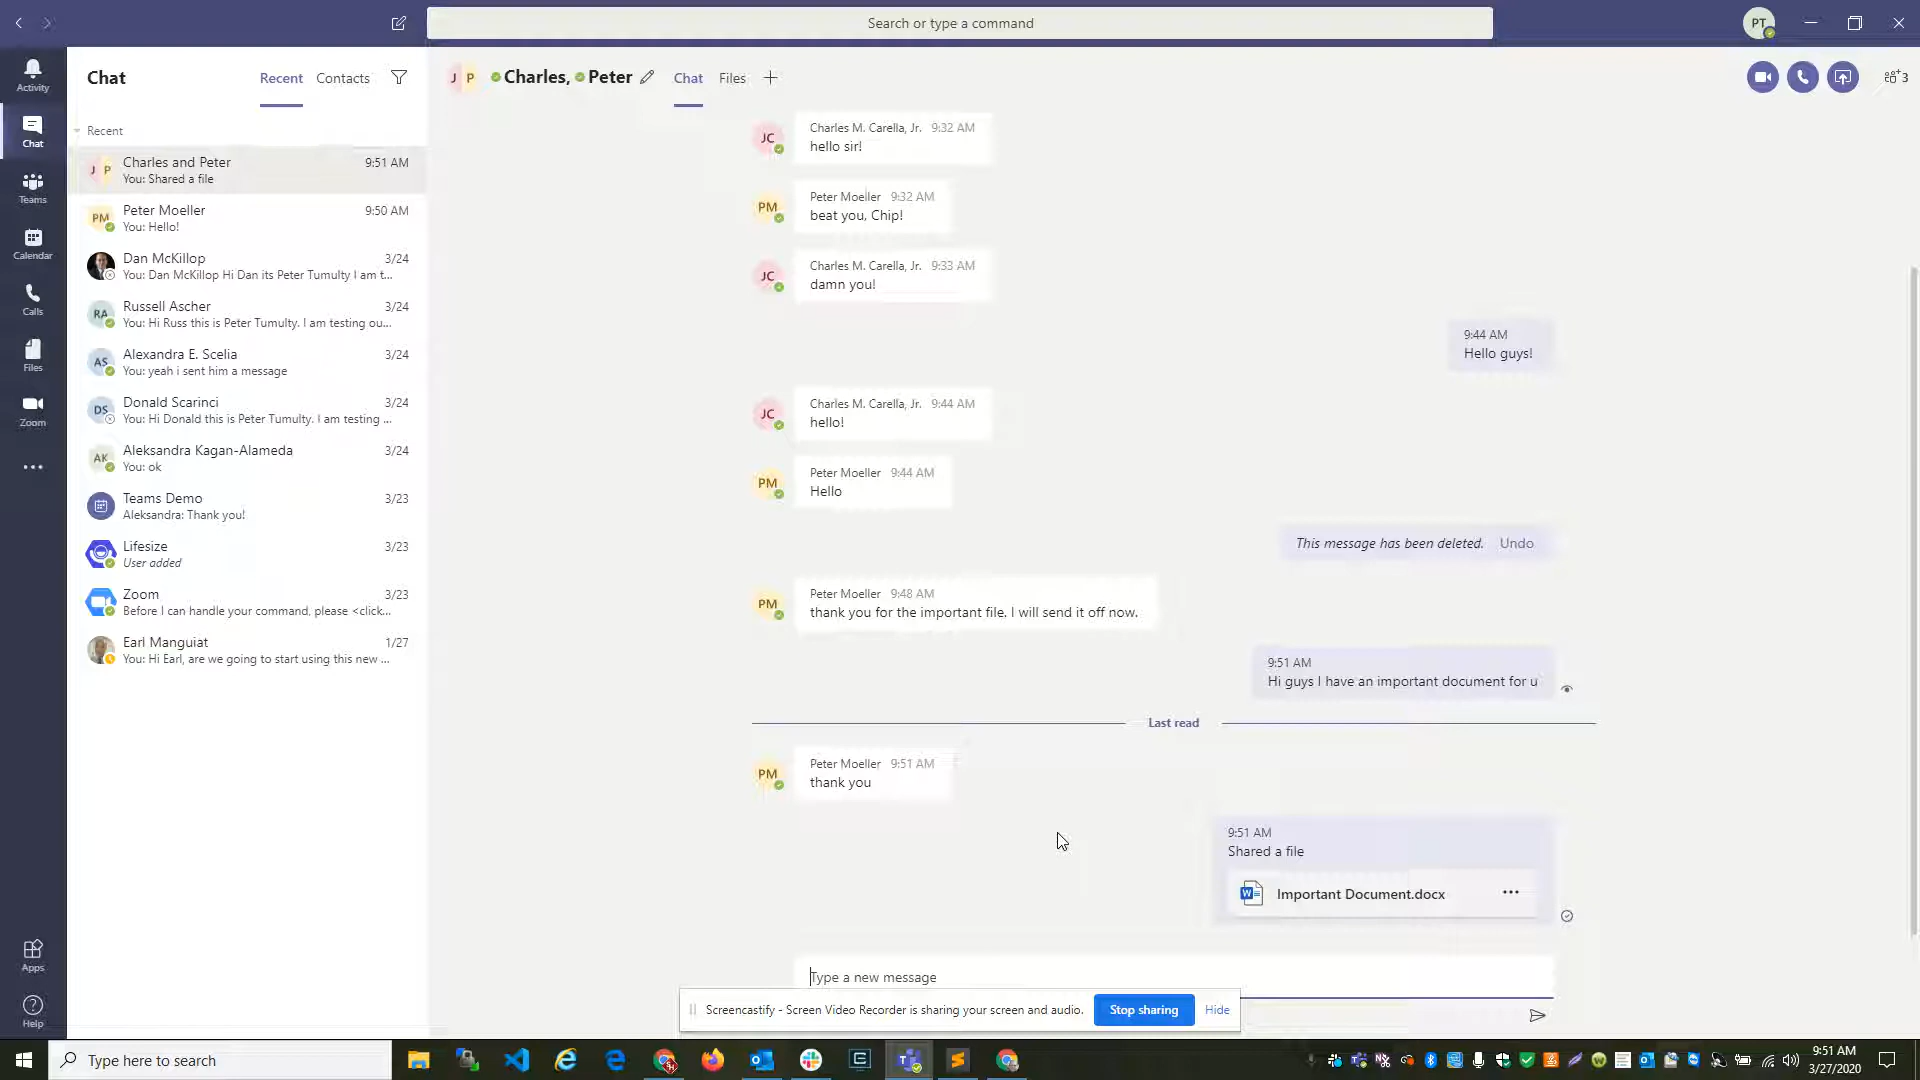 Search or type a command
PT
Activity
Chat
Teams
Calendar
Calls
Files
Zoom
Apps
Help
Chat
Recent
Contacts
Recent
J P
Charles and Peter
9:51 AM
You: Shared a file
PM
Peter Moeller
9:50 AM
You: Hello!
Dan McKillop
3/24
You: Dan McKillop Hi Dan its Peter Tumulty I am t...
RA
Russell Ascher
3/24
You: Hi Russ this is Peter Tumulty. I am testing ou...
AS
Alexandra E. Scelia
3/24
You: yeah i sent him a message
DS
Donald Scarinci
3/24
You: Hi Donald this is Peter Tumulty. I am testing ...
AK
Aleksandra Kagan-Alameda
3/24
You: ok
Teams Demo
3/23
Aleksandra: Thank you!
Lifesize
3/23
User added
Zoom
3/23
Before I can handle your command, please <click...
Earl Manguiat
1/27
You: Hi Earl, are we going to start using this new ...
J P
Charles, Peter
Chat
Files
3
JC
Charles M. Carella, Jr. 9:32 AM
hello sir!
PM
Peter Moeller 9:32 AM
beat you, Chip!
JC
Charles M. Carella, Jr. 9:33 AM
damn you!
9:44 AM
Hello guys!
JC
Charles M. Carella, Jr. 9:44 AM
hello!
PM
Peter Moeller 9:44 AM
Hello
This message has been deleted. Undo
PM
Peter Moeller 9:48 AM
thank you for the important file. I will send it off now.
9:51 AM
Hi guys I have an important document for u
Last read
PM
Peter Moeller 9:51 AM
thank you
9:51 AM
Shared a file
Important Document.docx
Type a new message
Screencastify - Screen Video Recorder is sharing your screen and audio.
Stop sharing
Hide
Type here to search
9:51 AM
3/27/2020